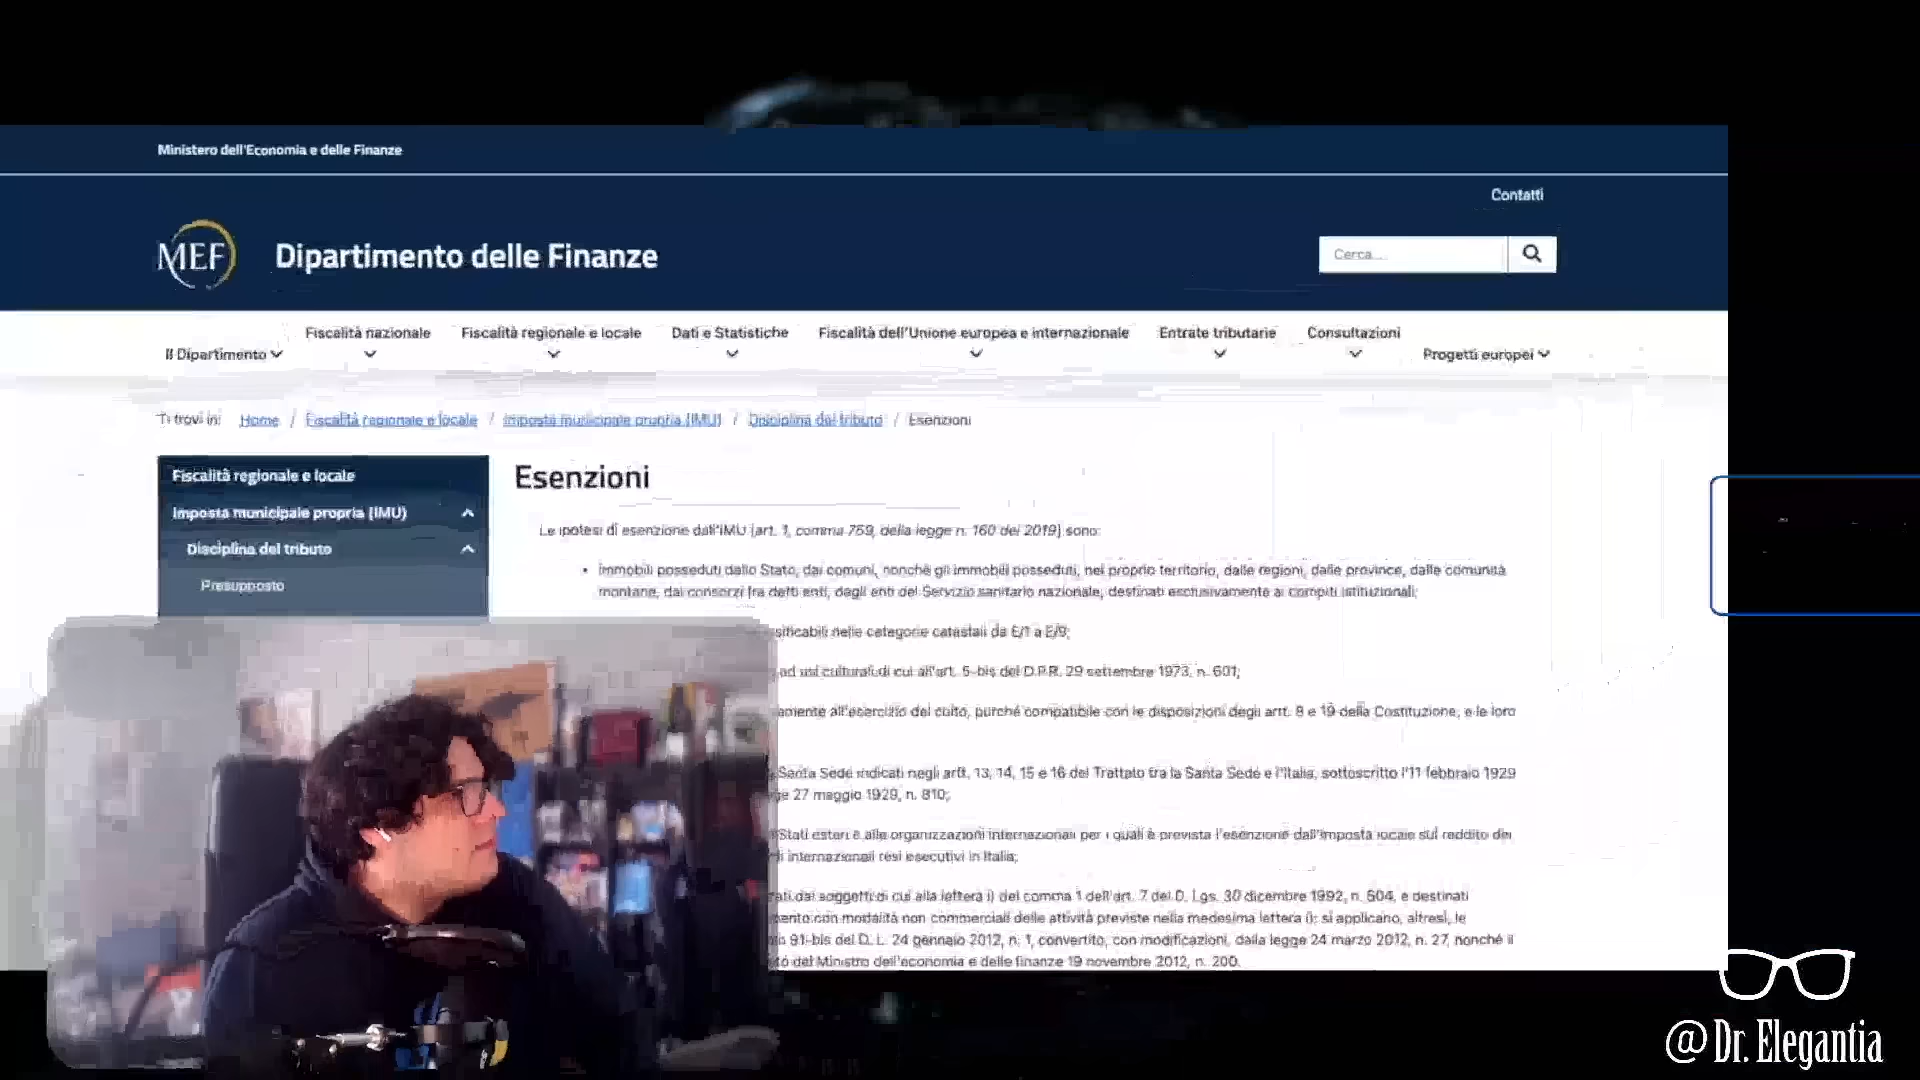 Ministero dell'Economia e delle Finanze
Contatti
MEF
Dipartimento delle Finanze
Cerca...
Il Dipartimento
Fiscalità nazionale
Fiscalità regionale e locale
Dati e Statistiche
Fiscalità dell'Unione europea e internazionale
Entrate tributarie
Consultazioni
Progetti europei
Ti trovi in: Home / Fiscalità regionale e locale / Imposta municipale propria (IMU) / Disciplina del tributo / Esenzioni
Fiscalità regionale e locale
Imposta municipale propria (IMU)
Disciplina del tributo
Presupposto
Esenzioni
Le ipotesi di esenzione dall'IMU (art. 1, comma 759, della legge n. 160 del 2019) sono:
• immobili posseduti dallo Stato, dai comuni, nonché gli immobili posseduti, nel proprio territorio, dalle regioni, dalle province, dalle comunità
montane, dai consorzi fra detti enti, dagli enti del Servizio sanitario nazionale, destinati esclusivamente ai compiti istituzionali;
sificabili nelle categorie catastali da E/1 a E/9;
ad usi culturali di cui all'art. 5-bis del D.P.R. 29 settembre 1973, n. 601;
amente all'esercizio del culto, purché compatibile con le disposizioni degli artt. 8 e 19 della Costituzione, e le loro
Santa Sede indicati negli artt. 13, 14, 15 e 16 del Trattato tra la Santa Sede e l'Italia, sottoscritto l'11 febbraio 1929
ge 27 maggio 1929, n. 810;
Stati esteri e alle organizzazioni internazionali per i quali è prevista l'esenzione dall'imposta locale sul reddito dei
i internazionali resi esecutivi in Italia;
ati dai soggetti di cui alla lettera i) del comma 1 dell'art. 7 del D. Lgs. 30 dicembre 1992, n. 504, e destinati
mento con modalità non commerciali delle attività previste nella medesima lettera i); si applicano, altresì, le
91-bis del D. L. 24 gennaio 2012, n. 1, convertito, con modificazioni, dalla legge 24 marzo 2012, n. 27, nonché il
to del Ministro dell'economia e delle finanze 19 novembre 2012, n. 200.
@Dr. Elegantia